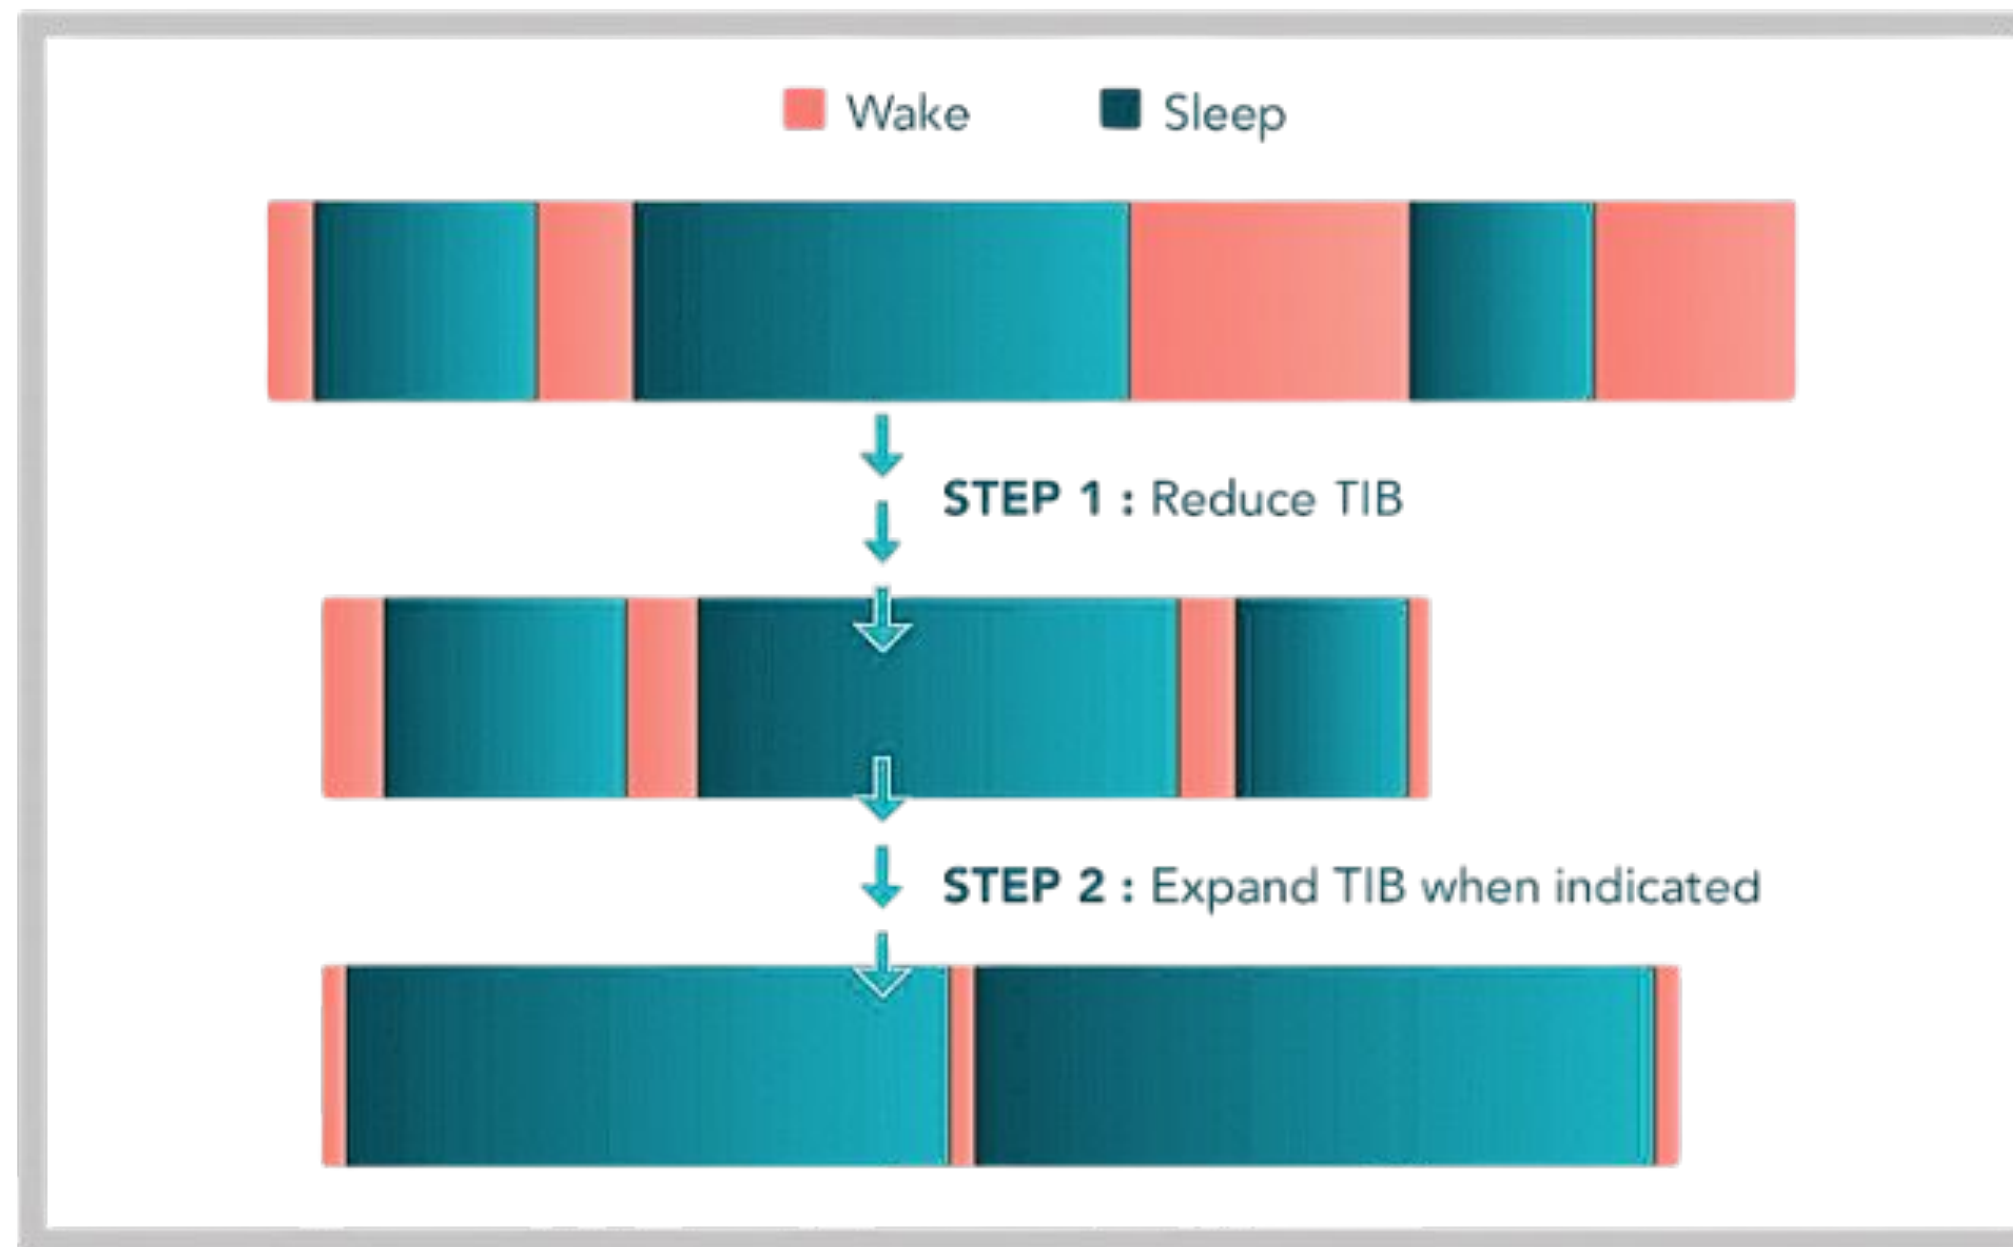 Wake Sleep
STEP 1 : Reduce TIB
STEP 2 : Expand TIB when indicated